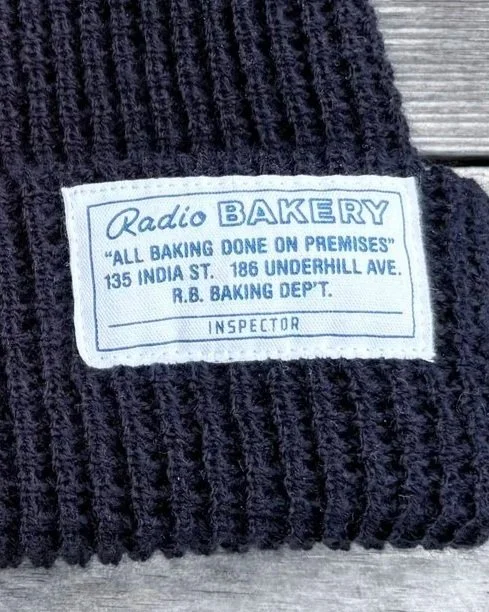 Radio BAKERY
"ALL BAKING DONE ON PREMISES"
135 INDIA ST. 186 UNDERHILL AVE.
R.B. BAKING DEP'T.
INSPECTOR